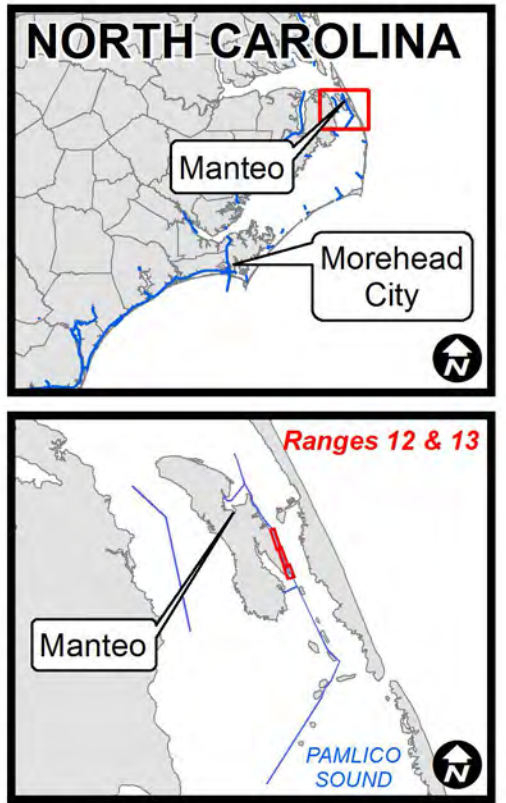 NORTH CAROLINA
Manteo
Morehead
City
N
Ranges 12 & 13
Manteo
PAMLICO
SOUND
N